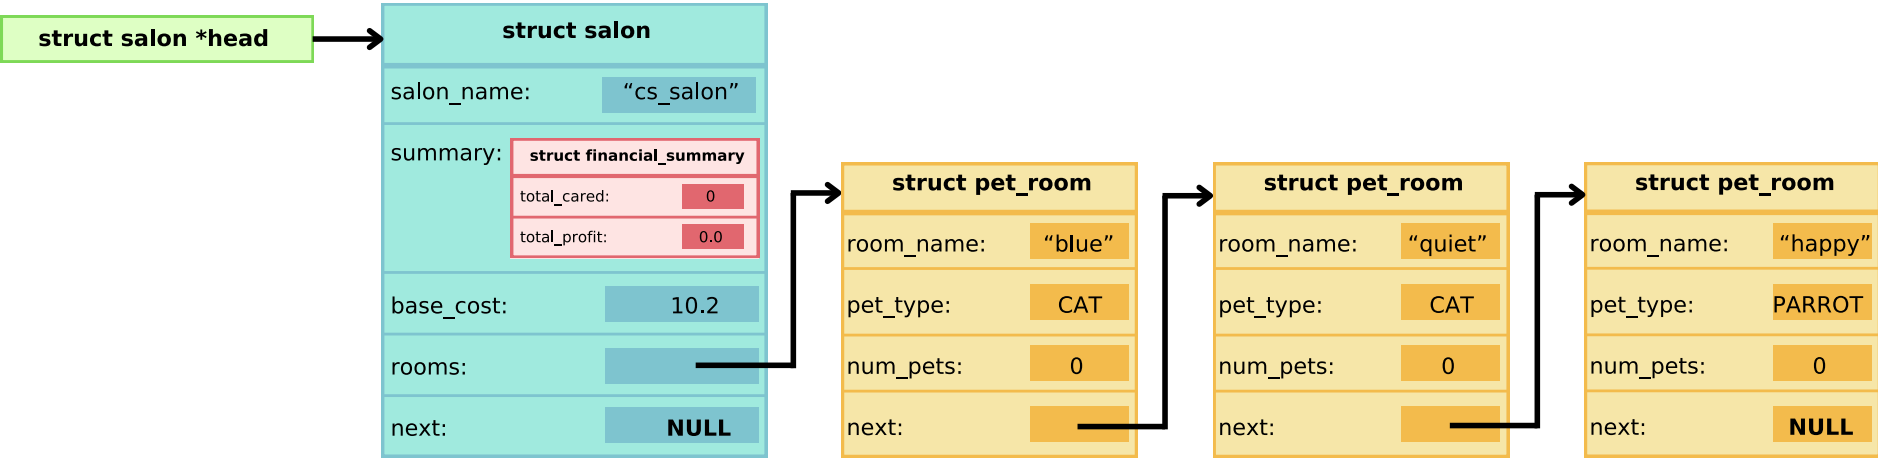 struct salon *head
struct salon
salon_name: “cs_salon”
summary:
struct financial_summary
total_cared: 0
total_profit: 0.0
base_cost: 10.2
rooms:
next: NULL
struct pet_room
room_name: “blue”
pet_type: CAT
num_pets: 0
next:
struct pet_room
room_name: “quiet”
pet_type: CAT
num_pets: 0
next:
struct pet_room
room_name: “happy”
pet_type: PARROT
num_pets: 0
next: NULL